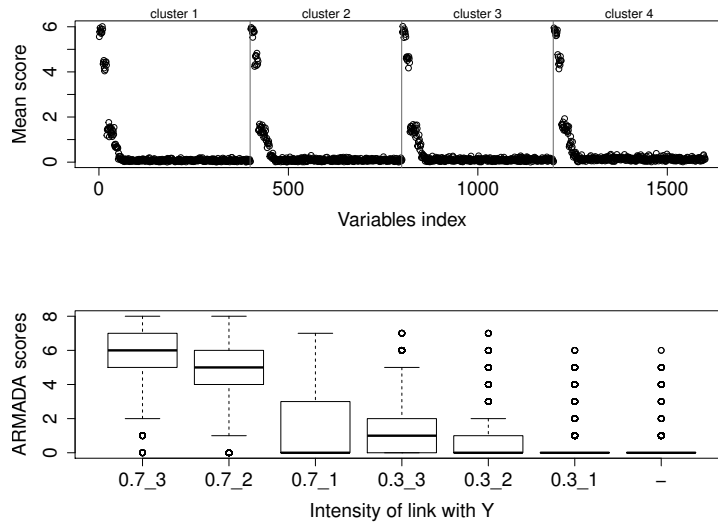 cluster 1 cluster 2 cluster 3 cluster 4
Mean score
6
4
2
0
0 500 1000 1500
Variables index
ARMADA scores
8
6
4
2
0
0.7_3 0.7_2 0.7_1 0.3_3 0.3_2 0.3_1 –
Intensity of link with Y